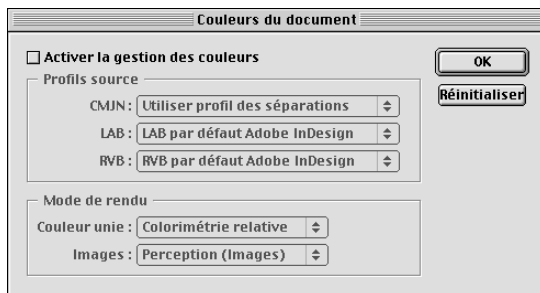 Couleurs du document
Activer la gestion des couleurs
OK
Réinitialiser
Profils source
CMJN : Utiliser profil des séparations
LAB : LAB par défaut Adobe InDesign
RVB : RVB par défaut Adobe InDesign
Mode de rendu
Couleur unie : Colorimétrie relative
Images : Perception (Images)